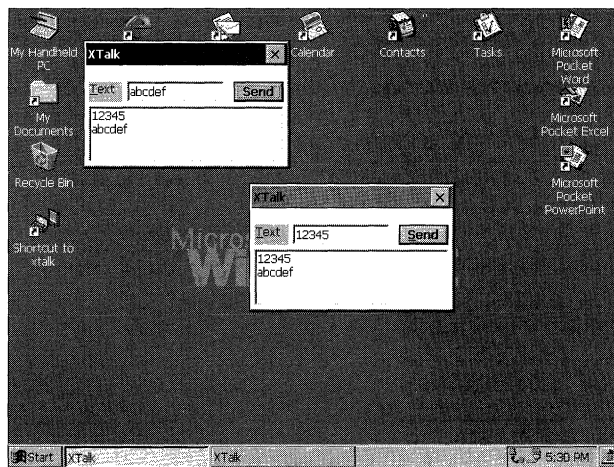 My Handheld
PC
Calendar
Contacts
Tasks
Microsoft
Pocket
Word
XTalk
Text abcdef Send
12345
abcdef
My
Documents
Microsoft
Pocket Excel
Recycle Bin
Microsoft
Pocket
PowerPoint
XTalk
Text 12345 Send
12345
abcdef
Shortcut to
xtalk
Micro
Wi
Start XTalk XTalk 5:30 PM